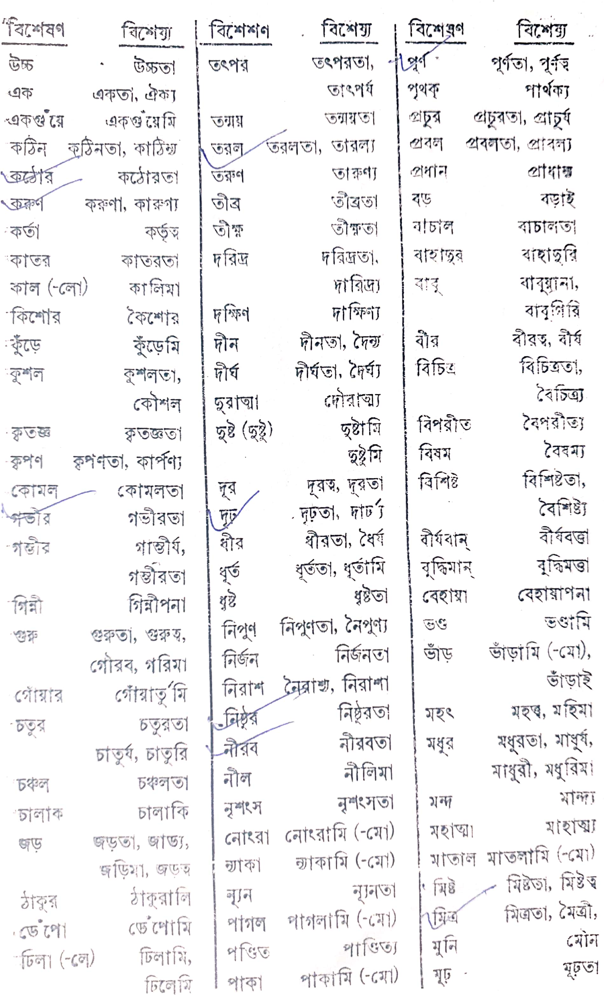 বিশেষণ বিশেষ্য
উচ্চ উচ্চতা
এক একতা, ঐক্য
একগুঁয়ে একগুঁয়েমি
কঠিন কঠিনতা, কাঠিন্য
কঠোর কঠোরতা
করুণ করুণা, কারুণ্য
কর্তা কর্তৃত্ব
কাতর কাতরতা
কাল (-লো) কালিমা
কিশোর কৈশোর
কুঁড়ে কুঁড়েমি
কুশল কুশলতা,
কৌশল
কৃতজ্ঞ কৃতজ্ঞতা
কৃপণ কৃপণতা, কার্পণ্য
কোমল কোমলতা
গভীর গভীরতা
গম্ভীর গাম্ভীর্য,
গম্ভীরতা
গিন্নী গিন্নীপনা
গুরু গুরুতা, গুরুত্ব,
গৌরব, গরিমা
গোঁয়ার গোঁয়ার্তুমি
চতুর চতুরতা
চাতুর্য, চাতুরি
চঞ্চল চঞ্চলতা
চালাক চালাকি
জড় জড়তা, জাড্য,
জড়িমা, জড়ত্ব
ঠাকুর ঠাকুরালি
ডেঁপো ডেঁপোমি
ঢিলা (-লে) ঢিলামি,
ঢিলেমি
বিশেশণ বিশেষ্য
তৎপর তৎপরতা,
তাৎপর্য
তন্ময় তন্ময়তা
তরল তরলতা, তারল্য
তরুণ তারুণ্য
তীব্র তীব্রতা
তীক্ষ্ণ তীক্ষ্ণতা
দরিদ্র দরিদ্রতা.
দারিদ্র্য
দক্ষিণ দাক্ষিণ্য
দীন দীনতা, দৈন্য
দীর্ঘ দীর্ঘতা, দৈর্ঘ্য
দুরাত্মা দৌরাত্ম্য
দুষ্ট (দুষ্টু) দুষ্টামি
দুষ্টুমি
দূর দূরত্ব, দূরতা
দৃঢ় দৃঢ়তা, দার্ঢ্য
ধীর ধীরতা, ধৈর্য
ধূর্ত ধূর্ততা, ধূর্তামি
ধৃষ্ট ধৃষ্টতা
নিপুণ নিপুণতা, নৈপুণ্য
নির্জন নির্জনতা
নিরাশ নৈরাশ্য, নিরাশা
নিষ্ঠুর নিষ্ঠুরতা
নীরব নীরবতা
নীল নীলিমা
নৃশংস নৃশংসতা
নোংরা নোংরামি (-মো)
ন্যাকা ন্যাকামি (-মো)
ন্যূন ন্যূনতা
পাগল পাগলামি (-মো)
পণ্ডিত পাণ্ডিত্য
পাকা পাকামি (-মো)
বিশেষণ বিশেষ্য
পূর্ণ পূর্ণতা, পূর্ণত্ব
পৃথক্ পার্থক্য
প্রচুর প্রচুরতা, প্রাচুর্য
প্রবল প্রবলতা, প্রাবল্য
প্রধান প্রাধান্য
বড় বড়াই
বাচাল বাচালতা
বাহাদুর বাহাদুরি
বাবু বাবুয়ানা,
বাবুগিরি
বীর বীরত্ব, বীর্য
বিচিত্র বিচিত্রতা,
বৈচিত্র্য
বিপরীত বৈপরীত্য
বিষম বৈষম্য
বিশিষ্ট বিশিষ্টতা,
বৈশিষ্ট্য
বীর্যবান্ বীর্যবত্তা
বুদ্ধিমান্ বুদ্ধিমত্তা
বেহায়া বেহায়াপনা
ভণ্ড ভণ্ডামি
ভাঁড় ভাঁড়ামি (-মো),
ভাঁড়াই
মহৎ মহত্ত্ব, মহিমা
মধুর মধুরতা, মাধুর্য,
মাধুরী, মধুরিমা
মন্দ মান্দ্য
মহাত্মা মাহাত্ম্য
মাতাল মাতলামি (-মো)
মিষ্ট মিষ্টতা, মিষ্টত্ব
মিত্র মিত্রতা, মৈত্রী,
মুনি মৌন
মূঢ় মূঢ়তা